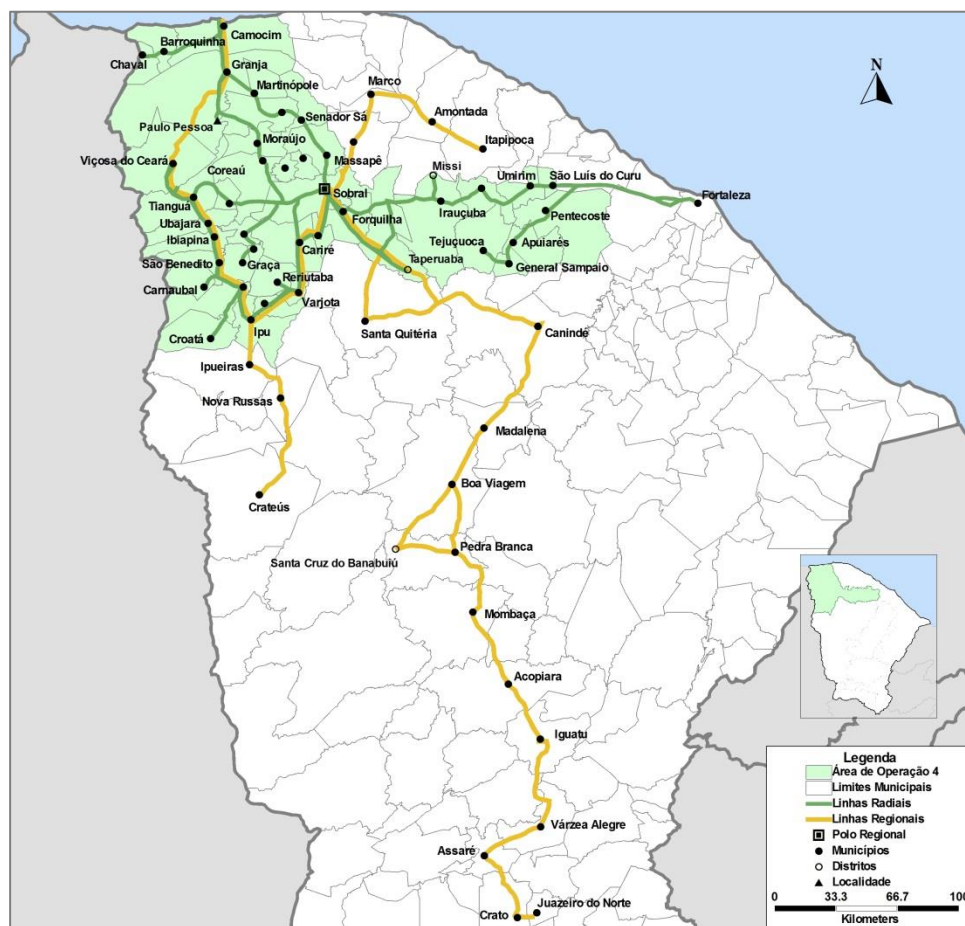 Camocim
Barroquinha
Chaval
Granja
Martinópole
Marco
Senador Sá
Amontada
Paulo Pessoa
Moraújo
Itapipoca
Viçosa do Ceará
Coreaú
Massapê
Missi
Umirim
São Luís do Curu
Sobral
Fortaleza
Tianguá
Forquilha
Irauçuba
Pentecoste
Ubajara
Ibiapina
Cariré
Tejuçuoca
Apuiarés
Taperuaba
São Benedito
Graça
General Sampaio
Reriutaba
Carnaubal
Varjota
Croatá
Ipu
Santa Quitéria
Canindé
Ipueiras
Nova Russas
Madalena
Boa Viagem
Crateús
Pedra Branca
Santa Cruz do Banabuiú
Mombaça
Acopiara
Iguatu
Várzea Alegre
Assaré
Juazeiro do Norte
Crato
N
Legenda
Área de Operação 4
Limites Municipais
Linhas Radiais
Linhas Regionais
Polo Regional
Municípios
Distritos
Localidade
0 33.3 66.7 100
Kilometers